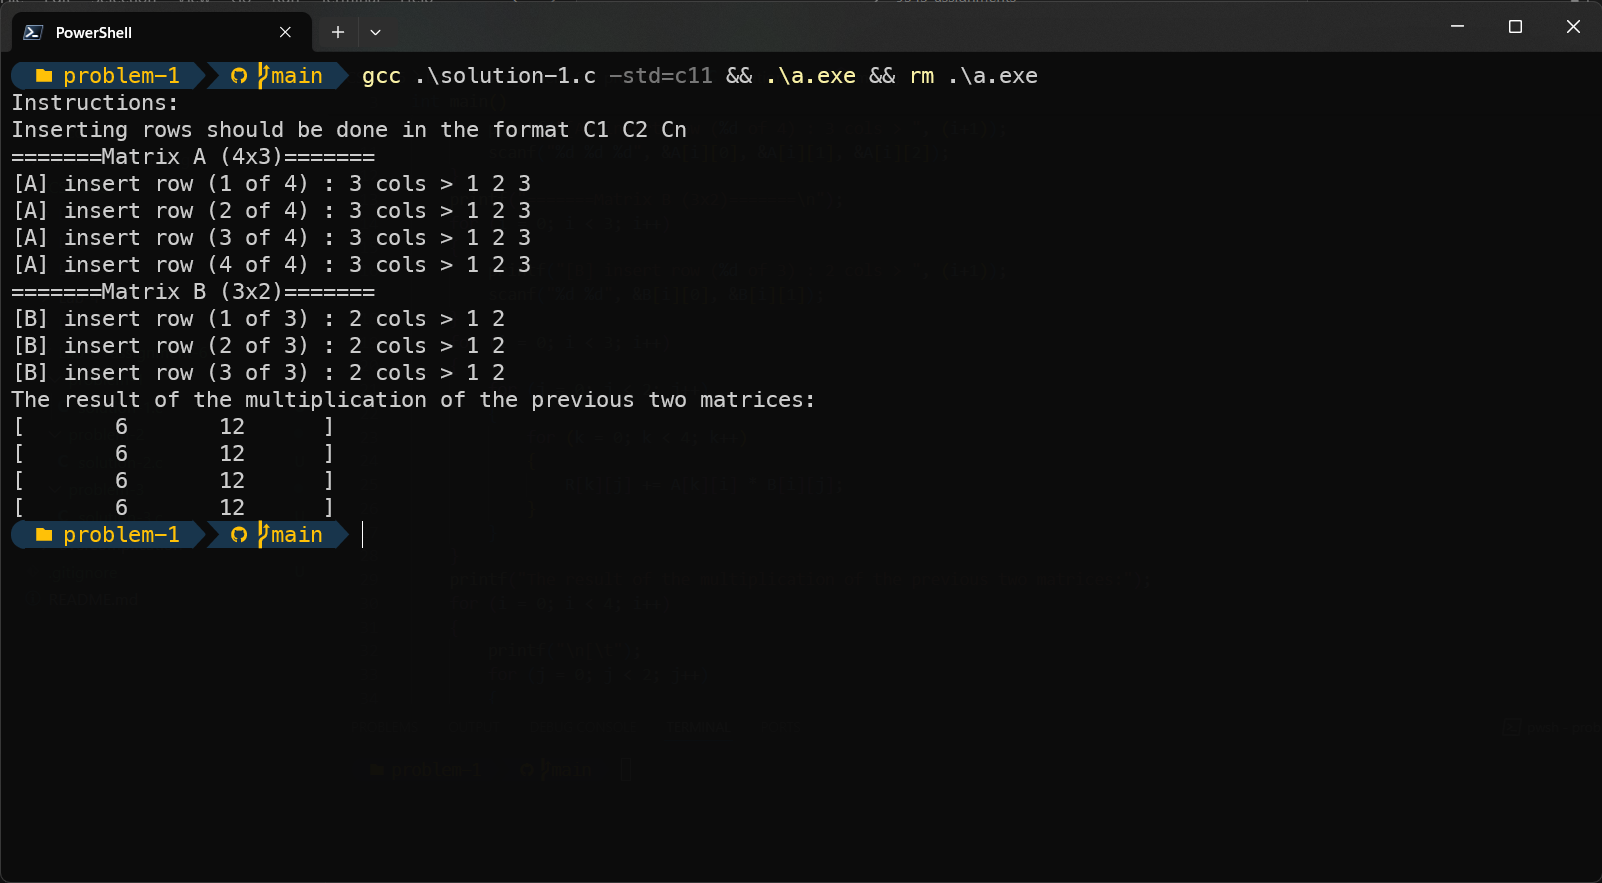 PowerShell
problem-1 main gcc .\solution-1.c -std=c11 && .\a.exe && rm .\a.exe
Instructions:
Inserting rows should be done in the format C1 C2 Cn
=======Matrix A (4x3)=======
[A] insert row (1 of 4) : 3 cols > 1 2 3
[A] insert row (2 of 4) : 3 cols > 1 2 3
[A] insert row (3 of 4) : 3 cols > 1 2 3
[A] insert row (4 of 4) : 3 cols > 1 2 3
=======Matrix B (3x2)=======
[B] insert row (1 of 3) : 2 cols > 1 2
[B] insert row (2 of 3) : 2 cols > 1 2
[B] insert row (3 of 3) : 2 cols > 1 2
The result of the multiplication of the previous two matrices:
[       6       12      ]
[       6       12      ]
[       6       12      ]
[       6       12      ]
problem-1 main